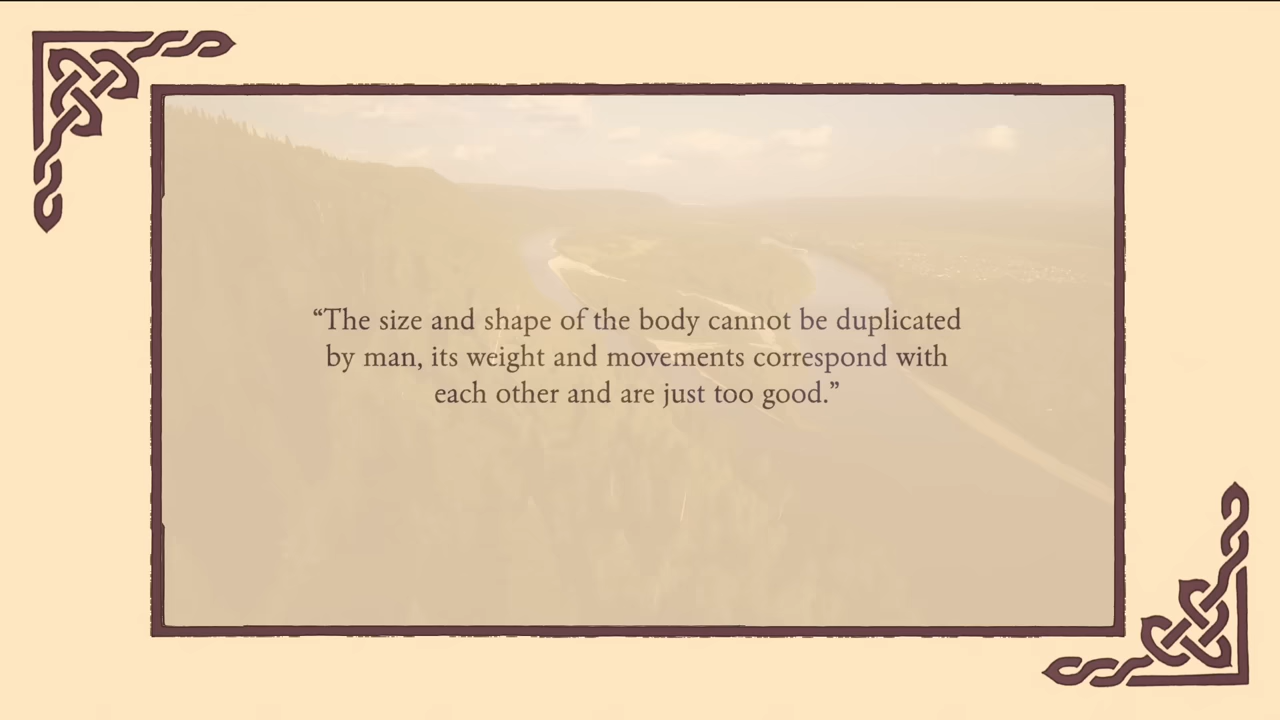 “The size and shape of the body cannot be duplicated
by man, its weight and movements correspond with
each other and are just too good.”